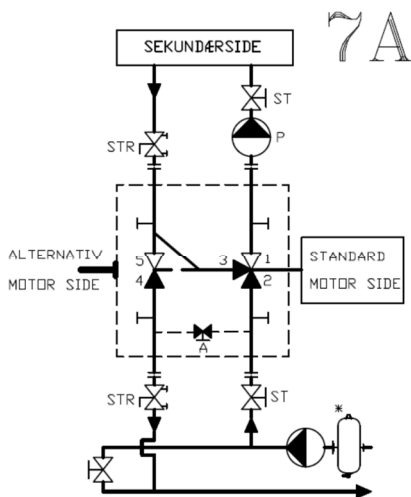 7A
SEKUNDÆRSIDE
ST
P
STR
ALTERNATIV
MOTOR SIDE
5
4
3
1
2
STANDARD
MOTOR SIDE
A
STR
ST
*